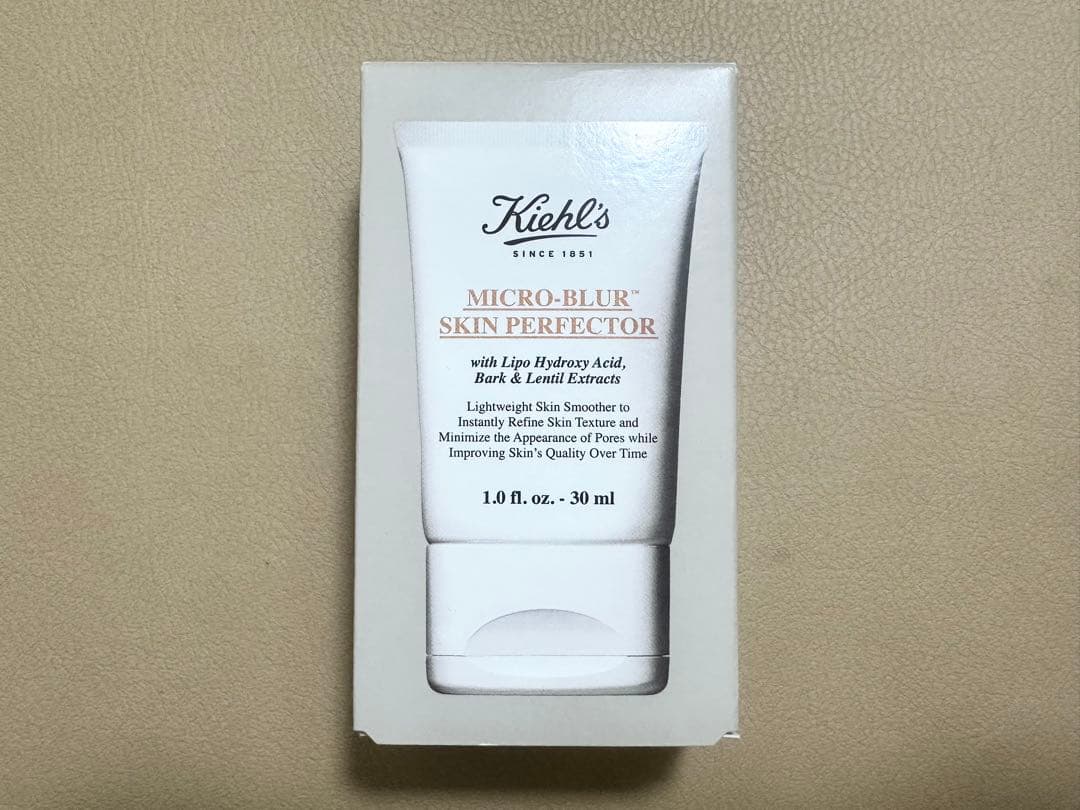 Kiehl's
SINCE 1851
MICRO-BLUR™
SKIN PERFECTOR
with Lipo Hydroxy Acid,
Bark & Lentil Extracts
Lightweight Skin Smoother to
Instantly Refine Skin Texture and
Minimize the Appearance of Pores while
Improving Skin's Quality Over Time
1.0 fl. oz. - 30 ml